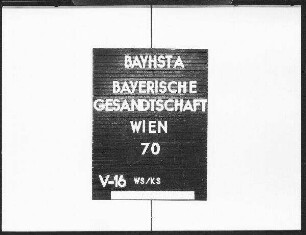 BAYHSTA
BAYERISCHE
GESANDTSCHAFT
WIEN
70
V-16 WS/KS